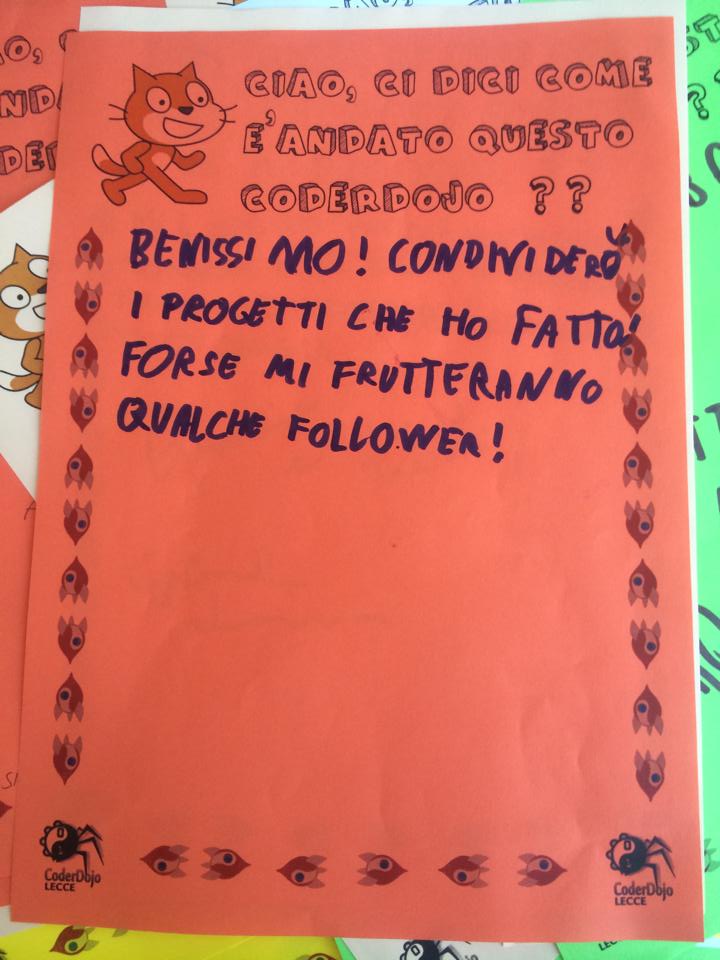 CIAO, CI DICI COME
E'ANDATO QUESTO
CODERDOJO ??
BENISSIMO! CONDIVIDERÒ
I PROGETTI CHE HO FATTO!
FORSE MI FRUTTERANNO
QUALCHE FOLLOWER!
CoderDojo
LECCE
CoderDojo
LECCE